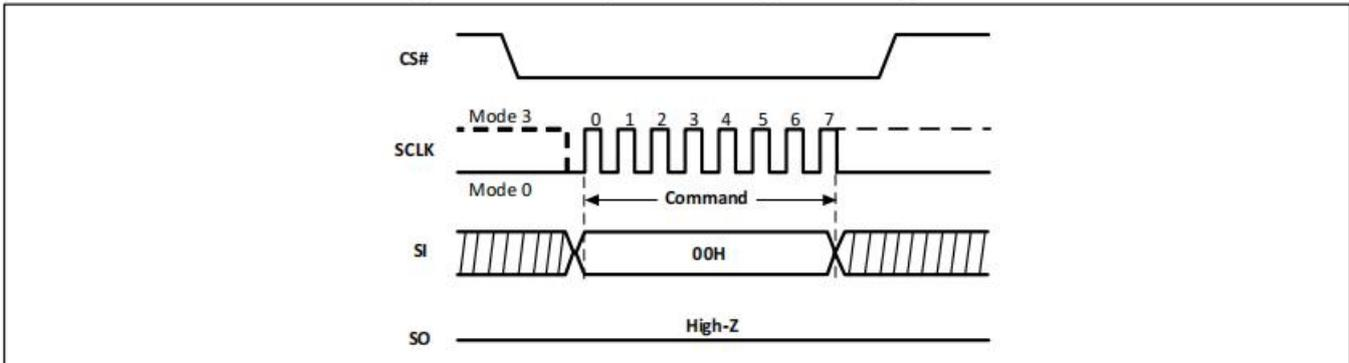 CS#
Mode 3
0 1 2 3 4 5 6 7
SCLK
Mode 0
Command
SI
00H
High-Z
SO